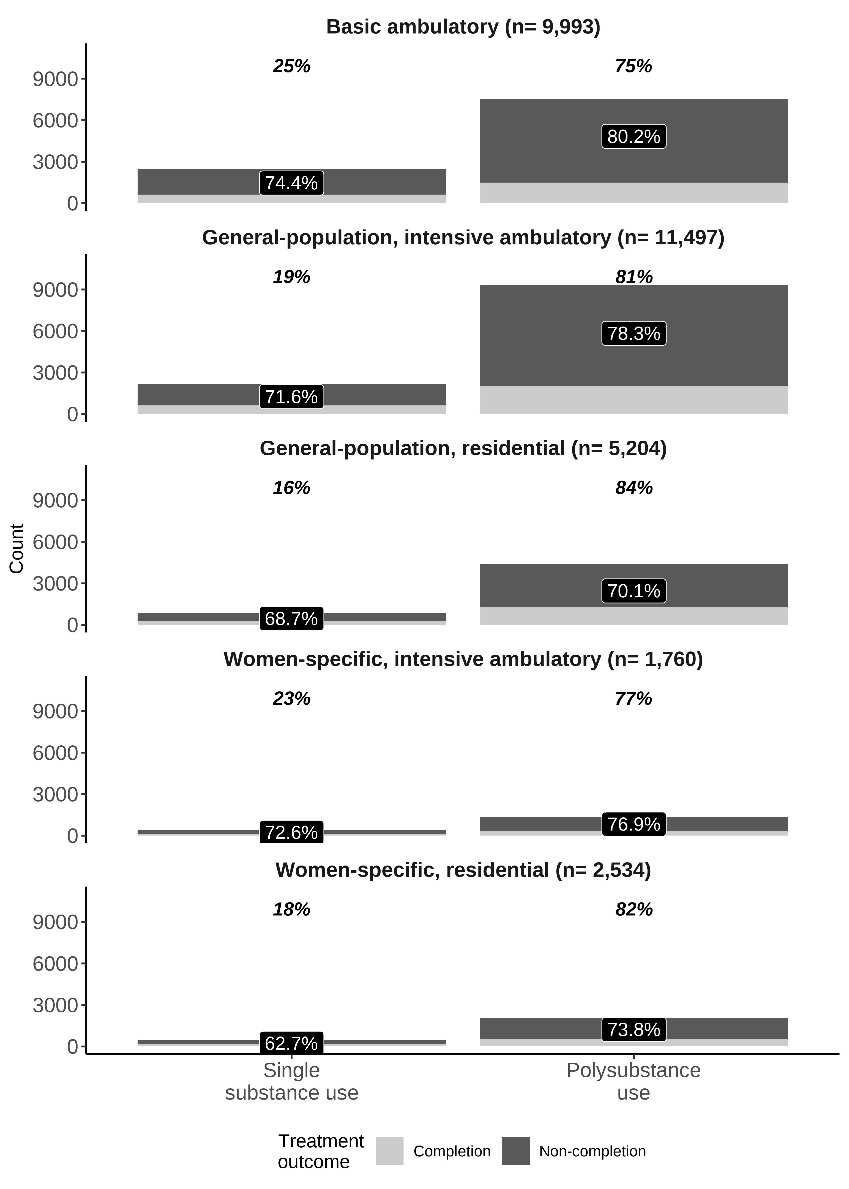 Basic ambulatory (n= 9,993)
25% 75%
9000
6000
3000
0
74.4% 80.2%
General-population, intensive ambulatory (n= 11,497)
19% 81%
9000
6000
3000
0
71.6% 78.3%
General-population, residential (n= 5,204)
16% 84%
9000
6000
3000
0
68.7% 70.1%
Count
Women-specific, intensive ambulatory (n= 1,760)
23% 77%
9000
6000
3000
0
72.6% 76.9%
Women-specific, residential (n= 2,534)
18% 82%
9000
6000
3000
0
62.7% 73.8%
Single
substance use
Polysubstance
use
Treatment
outcome
Completion
Non-completion